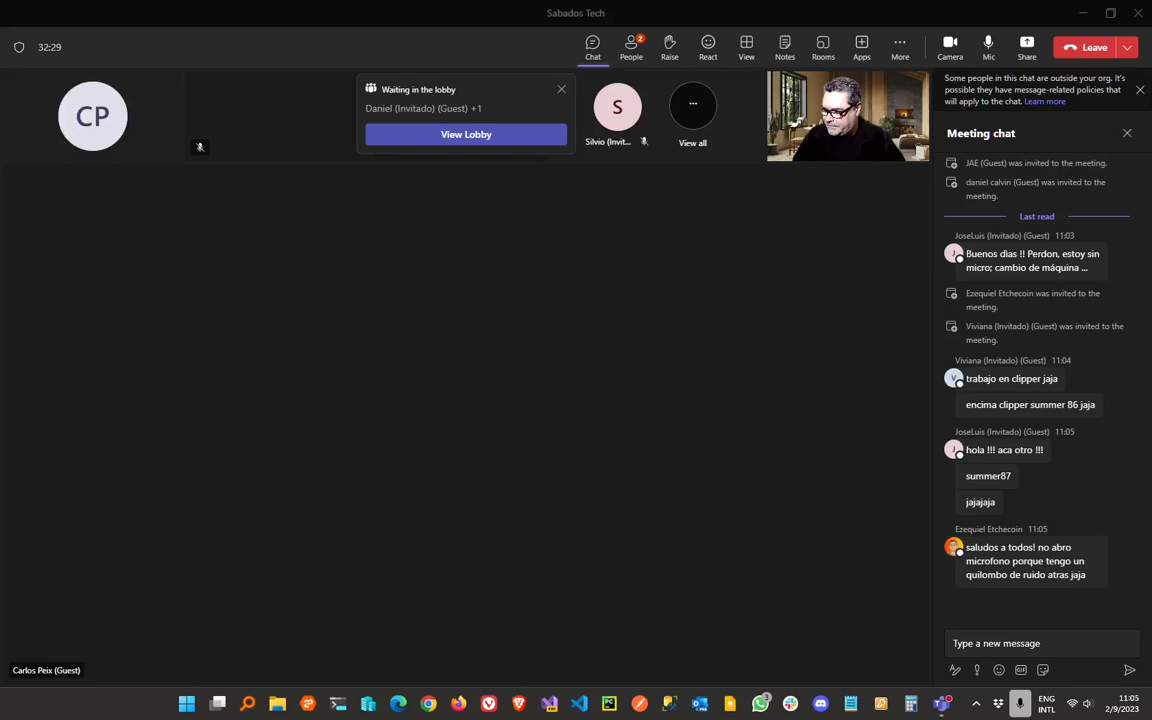 Sabados Tech
32:29
Chat
2
People
Raise
React
View
Notes
Rooms
Apps
More
Camera
Mic
Share
Leave
CP
Waiting in the lobby
Daniel (Invitado) (Guest) +1
View Lobby
S
Silvio (Invit...
View all
Some people in this chat are outside your org. It's
possible they have message-related policies that
will apply to the chat. Learn more
Meeting chat
JAE (Guest) was invited to the meeting.
daniel calvin (Guest) was invited to the
meeting.
Last read
JoseLuis (Invitado) (Guest) 11:03
J
Buenos dìas !! Perdon, estoy sin
micro; cambio de máquina ...
Ezequiel Etchecoin was invited to the
meeting.
Viviana (Invitado) (Guest) was invited to the
meeting.
Viviana (Invitado) (Guest) 11:04
V
trabajo en clipper jaja
encima clipper summer 86 jaja
JoseLuis (Invitado) (Guest) 11:05
J
hola !!! aca otro !!!
summer87
jajajaja
Ezequiel Etchecoin 11:05
saludos a todos! no abro
microfono porque tengo un
quilombo de ruido atras jaja
Type a new message
GIF
Carlos Peix (Guest)
3
ENG
INTL
11:05
2/9/2023